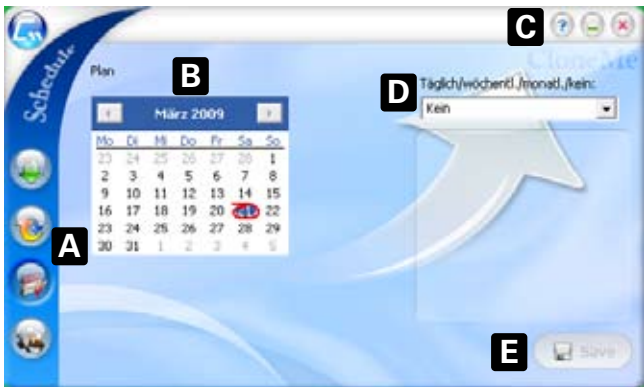 Schedule
C
?
CloneMe
Plan
B
D
Täglich/wöchentl./monatl./kein:
Kein
März 2009
Mo Di Mi Do Fr Sa So
23 24 25 26 27 28 1
2 3 4 5 6 7 8
9 10 11 12 13 14 15
16 17 18 19 20 22
23 24 25 26 27 28 29
30 31 1 2 3 4 5
A
E
Save